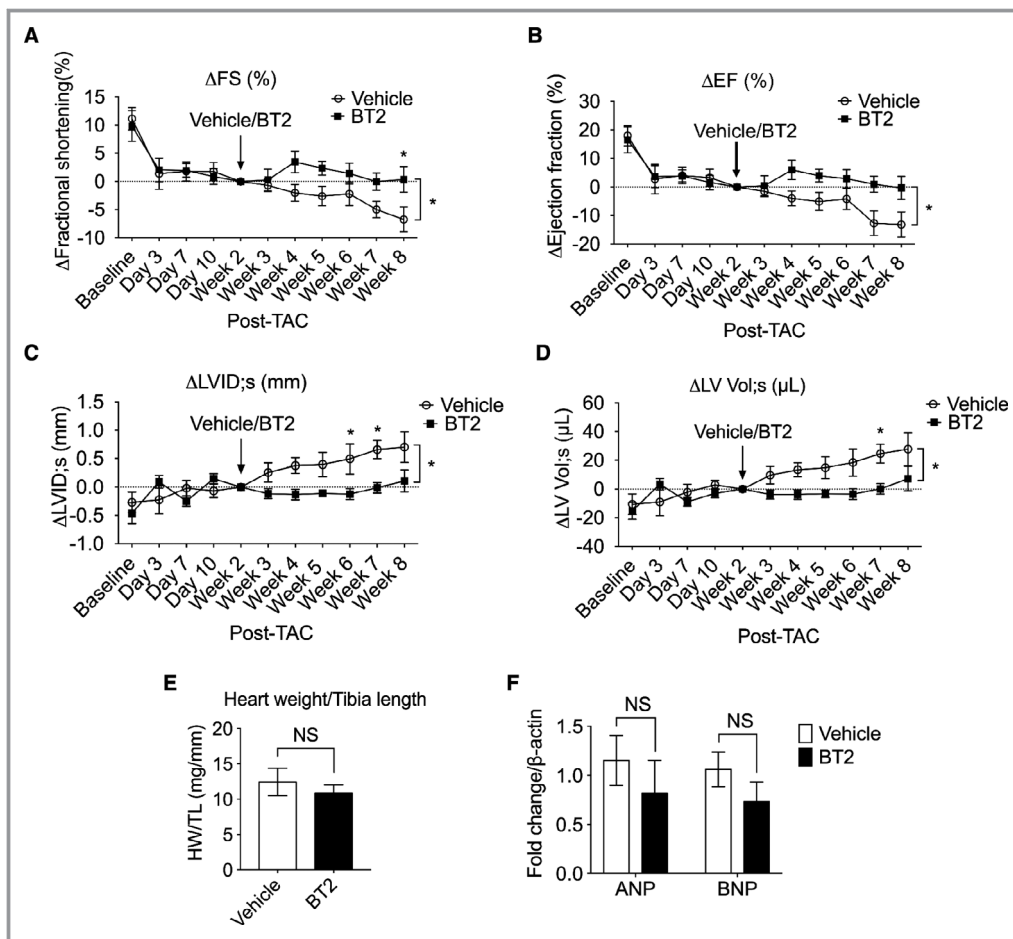 A
ΔFS (%)
ΔFractional shortening(%)
15
10
5
0
-5
-10
Vehicle/BT2
Vehicle
BT2
*
*
Baseline
Day 3
Day 7
Day 10
Week 2
Week 3
Week 4
Week 5
Week 6
Week 7
Week 8
Post-TAC
B
ΔEF (%)
ΔEjection fraction (%)
30
20
10
0
-10
-20
Vehicle/BT2
Vehicle
BT2
*
Baseline
Day 3
Day 7
Day 10
Week 2
Week 3
Week 4
Week 5
Week 6
Week 7
Week 8
Post-TAC
C
ΔLVID;s (mm)
ΔLVID;s (mm)
1.5
1.0
0.5
0.0
-0.5
-1.0
Vehicle/BT2
Vehicle
BT2
* *
*
Baseline
Day 3
Day 7
Day 10
Week 2
Week 3
Week 4
Week 5
Week 6
Week 7
Week 8
Post-TAC
D
ΔLV Vol;s (µL)
ΔLV Vol;s (µL)
60
40
20
0
-20
-40
Vehicle/BT2
Vehicle
BT2
*
*
Baseline
Day 3
Day 7
Day 10
Week 2
Week 3
Week 4
Week 5
Week 6
Week 7
Week 8
Post-TAC
E
Heart weight/Tibia length
HW/TL (mg/mm)
20
15
10
5
0
NS
Vehicle
BT2
F
Fold change/β-actin
1.5
1.0
0.5
0.0
NS
NS
Vehicle
BT2
ANP
BNP